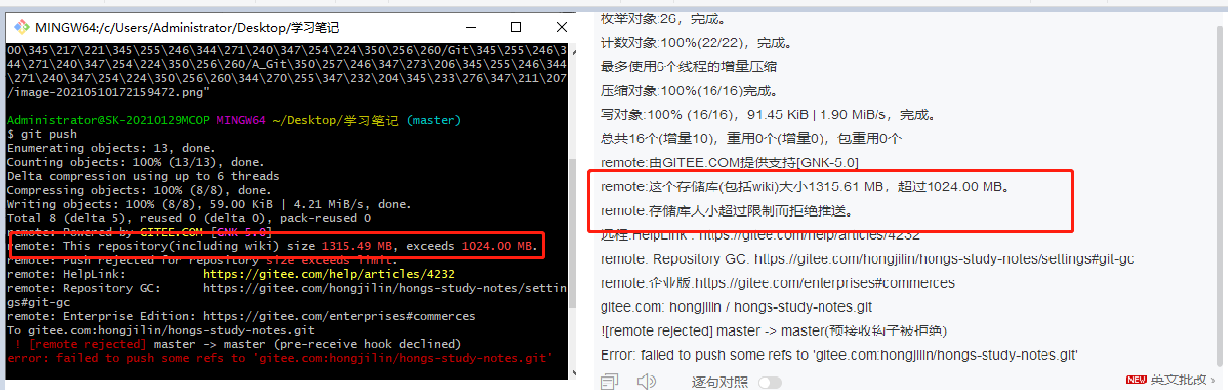 MINGW64:/c/Users/Administrator/Desktop/学习笔记
00\345\217\221\345\255\246\344\271\240\347\254\224\350\256\260/Git\345\255\246\3
44\271\240\347\254\224\350\256\260/A_Git\350\257\246\347\273\206\345\255\246\344
\271\240\347\254\224\350\256\260\344\270\255\347\232\204\345\233\276\347\211\207
/image-20210510172159472.png"
Administrator@SK-20210129MCOP MINGW64 ~/Desktop/学习笔记 (master)
$ git push
Enumerating objects: 13, done.
Counting objects: 100% (13/13), done.
Delta compression using up to 6 threads
Compressing objects: 100% (8/8), done.
Writing objects: 100% (8/8), 59.00 KiB | 4.21 MiB/s, done.
Total 8 (delta 5), reused 0 (delta 0), pack-reused 0
remote: Powered by GITEE.COM [GNK-5.0]
remote: This repository(including wiki) size 1315.49 MB, exceeds 1024.00 MB.
remote: Push rejected for repository size exceeds limit.
remote: HelpLink: https://gitee.com/help/articles/4232
remote: Repository GC: https://gitee.com/hongjilin/hongs-study-notes/settin
gs#git-gc
remote: Enterprise Edition: https://gitee.com/enterprises#commerces
To gitee.com:hongjilin/hongs-study-notes.git
! [remote rejected] master -> master (pre-receive hook declined)
error: failed to push some refs to 'gitee.com:hongjilin/hongs-study-notes.git'
枚举对象:26，完成。
计数对象:100%(22/22)，完成。
最多使用6个线程的增量压缩
压缩对象:100%(16/16)完成。
写对象:100% (16/16)，91.45 KiB | 1.90 MiB/s，完成。
总共16个(增量10)，重用0个(增量0)，包重用0个
remote:由GITEE.COM提供支持[GNK-5.0]
remote:这个存储库(包括wiki)大小1315.61 MB，超过1024.00 MB。
remote:存储库大小超过限制而拒绝推送。
远程:HelpLink : https://gitee.com/help/articles/4232
remote: Repository GC: https://gitee.com/hongjilin/hongs-study-notes/settings#git-gc
remote:企业版:https://gitee.com/enterprises#commerces
gitee.com: hongjilin / hongs-study-notes.git
![remote rejected] master -> master(预接收钩子被拒绝)
Error: failed to push some refs to 'gitee.com:hongjilin/hongs-study-notes.git'
逐句对照
NEW 英文批改 >